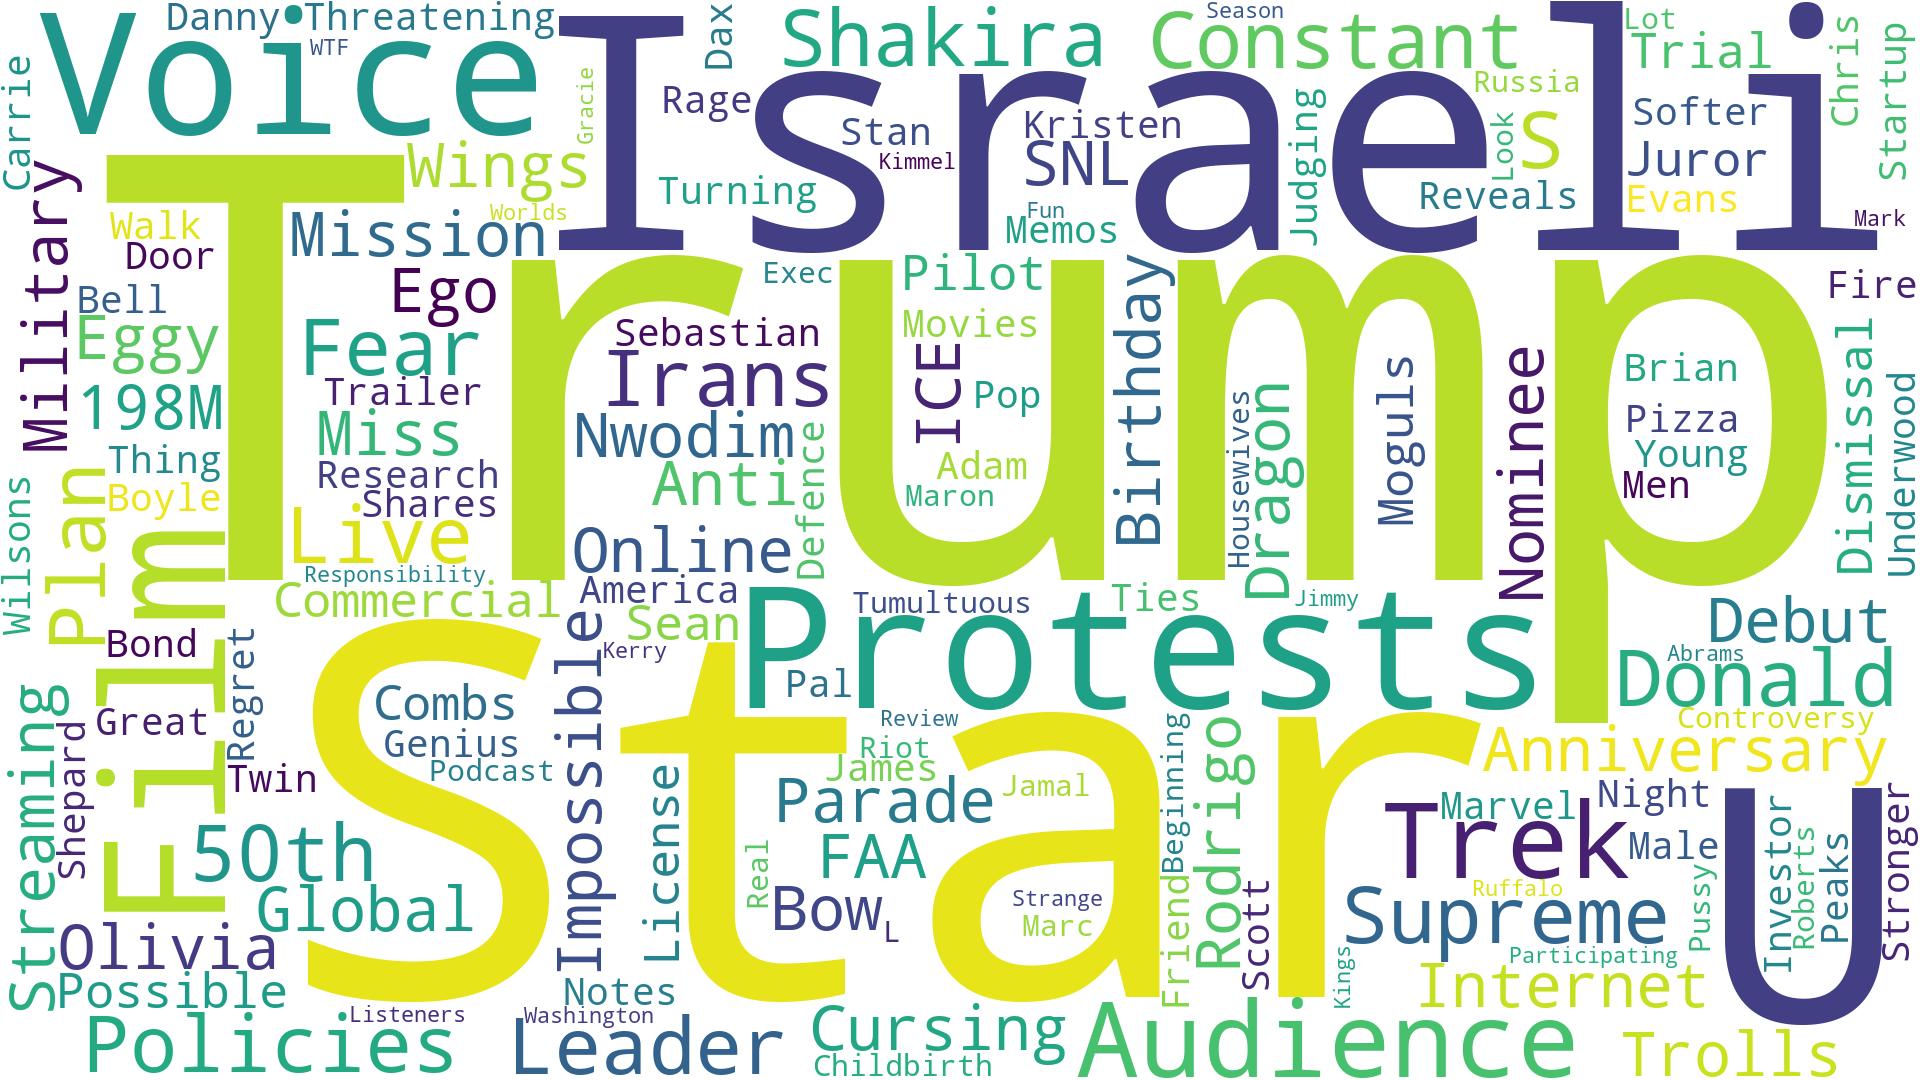 Danny
Threatening
WTF
Voice
Israeli
Dax
Shakira
Season
Constant
Lot
Trial
Chris
Startup
Carrie
Gracie
Rage
Stan
Kimmel
Kristen
SNL
Judging
Russia
Look
S
Softer
Juror
Reveals
Evans
Mark
Military
Trump
Wings
Worlds
Turning
Fun
Memos
Walk
Door
Mission
Bell
Eggy
Ego
Exec
Pilot
Birthday
Fire
Fear
Sebastian
Movies
Irans
ICE
Pop
Moguls
Nominee
Brian
Pizza
Young
Men
Dismissal
Underwood
198M
Trailer
Miss
Nwodim
Thing
Research
Shares
Anti
Defence
Adam
Maron
Housewives
Dragon
Boyle
Plan
Wilsons
Live
Online
Responsibility
Commercial
America
Film
Star
Sean
Protests
Tumultuous
Ties
Jimmy
Debut
Abrams
Donald
Bond
Regret
Impossible
Kerry
Pal
Combs
Great
Genius
Podcast
Review
Riot
James
Jamal
Beginning
Rodrigo
Controversy
Anniversary
Streaming
Shepard
Twin
50th
License
Parade
FAA
Real
Bow
L
Strange
Marc
Friend
Scott
Trek
Marvel
Night
Male
U
Investor
Roberts
Peaks
Stronger
Global
Ruffalo
Pussy
Supreme
Participating
Olivia
Kings
Internet
Possible
Notes
Listeners
Washington
Policies
Leader
Cursing
Childbirth
Audience
Trolls